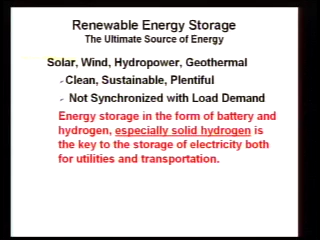 Renewable Energy Storage
The Ultimate Source of Energy
Solar, Wind, Hydropower, Geothermal
Clean, Sustainable, Plentiful
Not Synchronized with Load Demand
Energy storage in the form of battery and
hydrogen, especially solid hydrogen is
the key to the storage of electricity both
for utilities and transportation.